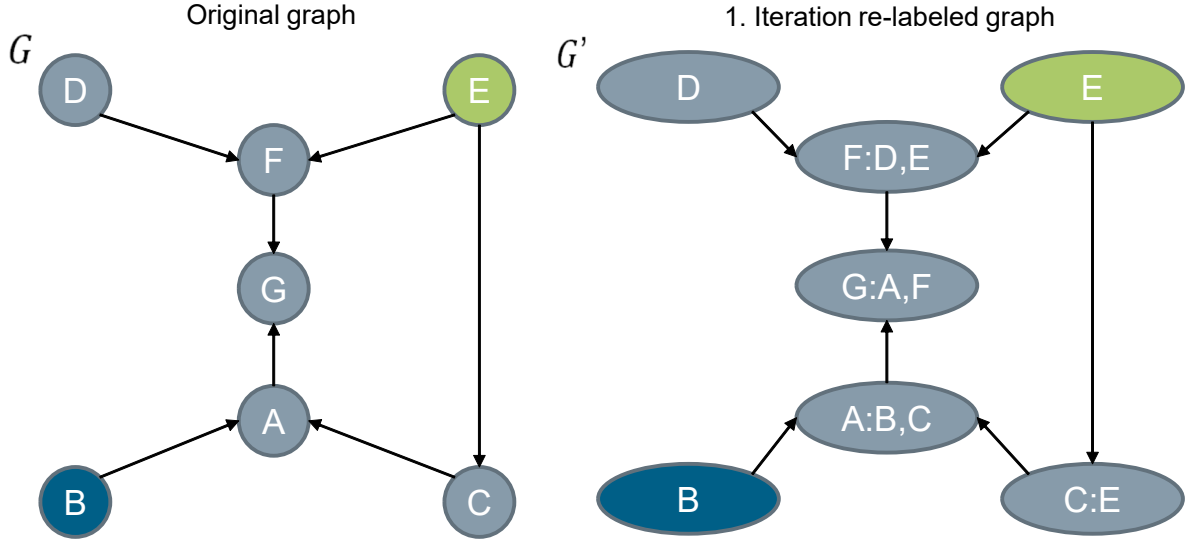 Original graph
G
D
E
F
G
A
B
C
1. Iteration re-labeled graph
G’
D
E
F:D,E
G:A,F
A:B,C
B
C:E